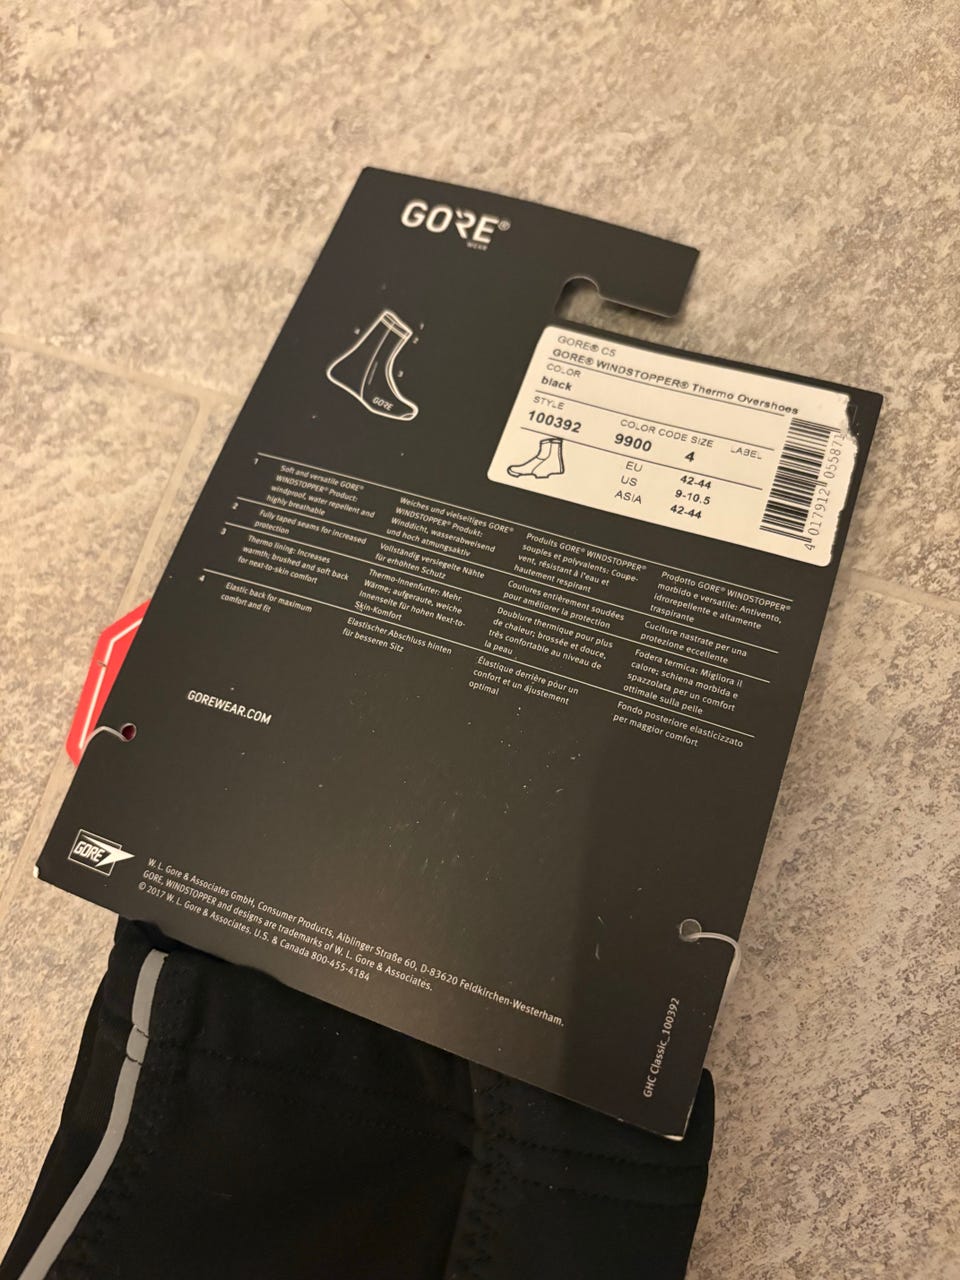 GORE®
WEAR
4
1
2
3
GORE
GORE® C5
GORE® WINDSTOPPER® Thermo Overshoes
COLOR
black
STYLE
100392
COLOR CODE SIZE LABEL
9900 4
EU 42-44
US 9-10.5
ASIA 42-44
4 017912 055871
1
Soft and versatile GORE®
WINDSTOPPER® Product:
windproof, water repellent and
highly breathable
Weiches und vielseitiges GORE®
WINDSTOPPER® Produkt:
Winddicht, wasserabweisend
und hoch atmungsaktiv
Produits GORE® WINDSTOPPER®
souples et polyvalents: Coupe-
vent, résistant à l'eau et
hautement respirant
Prodotto GORE® WINDSTOPPER®
morbido e versatile: Antivento,
idrorepellente e altamente
traspirante
2
Fully taped seams for increased
protection
Vollständig versiegelte Nähte
für erhöhten Schutz
Coutures entièrement soudées
pour améliorer la protection
Cuciture nastrate per una
protezione eccellente
3
Thermo lining: Increases
warmth; brushed and soft back
for next-to-skin comfort
Thermo-Innenfutter: Mehr
Wärme; aufgeraute, weiche
Innenseite für hohen Next-to-
Skin-Komfort
Doublure thermique pour plus
de chaleur; brossée et douce,
très confortable au niveau de
la peau
Fodera termica: Migliora il
calore; schiena morbida e
spazzolata per un comfort
ottimale sulla pelle
4
Elastic back for maximum
comfort and fit
Elastischer Abschluss hinten
für besseren Sitz
Élastique derrière pour un
confort et un ajustement
optimal
Fondo posteriore elasticizzato
per maggior comfort
GOREWEAR.COM
GORE
W. L. Gore & Associates GmbH, Consumer Products, Aiblinger Straße 60, D-83620 Feldkirchen-Westerham.
GORE, WINDSTOPPER and designs are trademarks of W. L. Gore & Associates.
© 2017 W. L. Gore & Associates. U.S. & Canada 800-455-4184
GHC Classic_100392